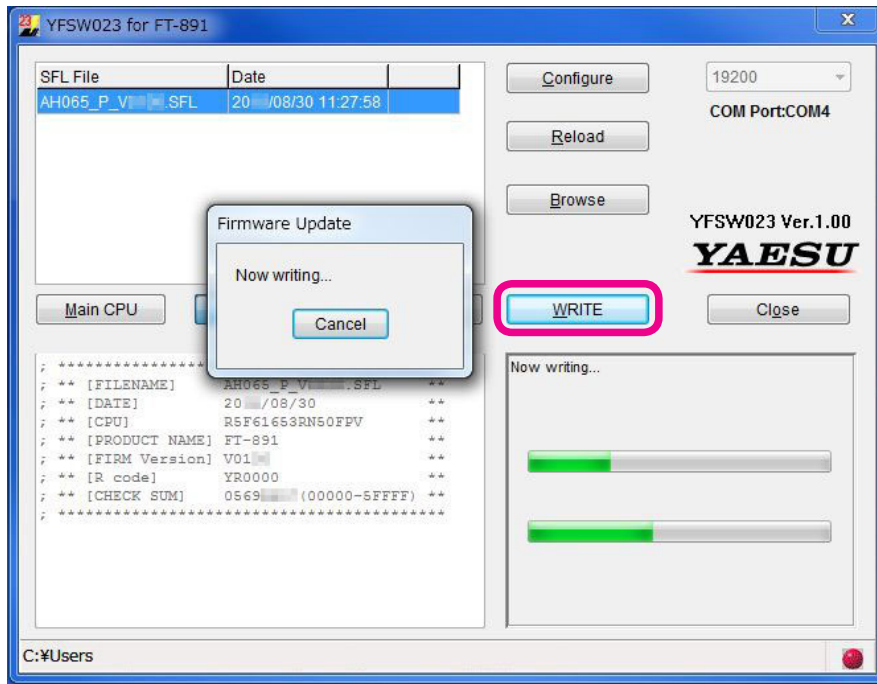 YFSW023 for FT-891
SFL File Date
AH065_P_V .SFL 20 /08/30 11:27:58
Configure
19200
COM Port:COM4
Reload
Browse
YFSW023 Ver.1.00
YAESU
Firmware Update
Now writing...
Cancel
Main CPU
WRITE
Close
; *****************
; ** [FILENAME] AH065_P_V .SFL **
; ** [DATE] 20 /08/30 **
; ** [CPU] R5F61653RN50FPV **
; ** [PRODUCT NAME] FT-891 **
; ** [FIRM Version] V01 **
; ** [R code] YR0000 **
; ** [CHECK SUM] 0569 (00000-5FFFF) **
; *******************************************
Now writing...
C:¥Users